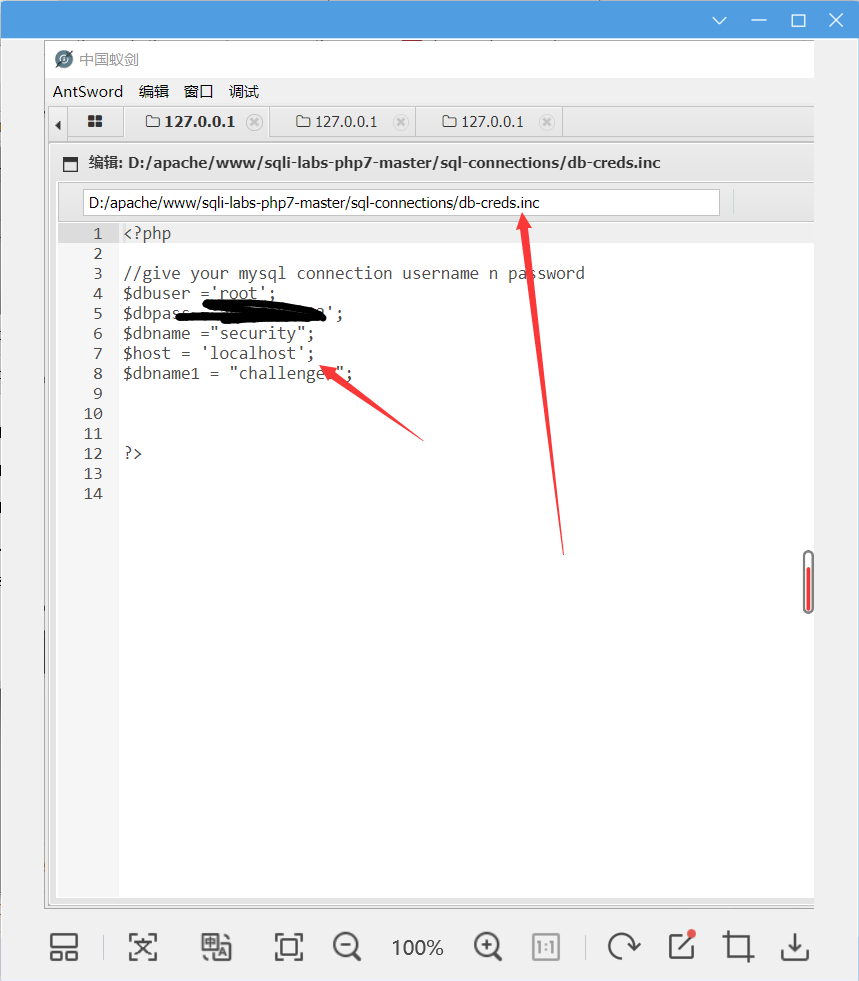 中国蚁剑
AntSword 编辑 窗口 调试
127.0.0.1 127.0.0.1 127.0.0.1
编辑: D:/apache/www/sqli-labs-php7-master/sql-connections/db-creds.inc
D:/apache/www/sqli-labs-php7-master/sql-connections/db-creds.inc
1 <?php
2
3 //give your mysql connection username n password
4 $dbuser ='root';
5 ';
6 $dbname ="security";
7 $host = 'localhost';
8 $dbname1 = ";
9
10
11
12 ?>
13
14
100%
1:1